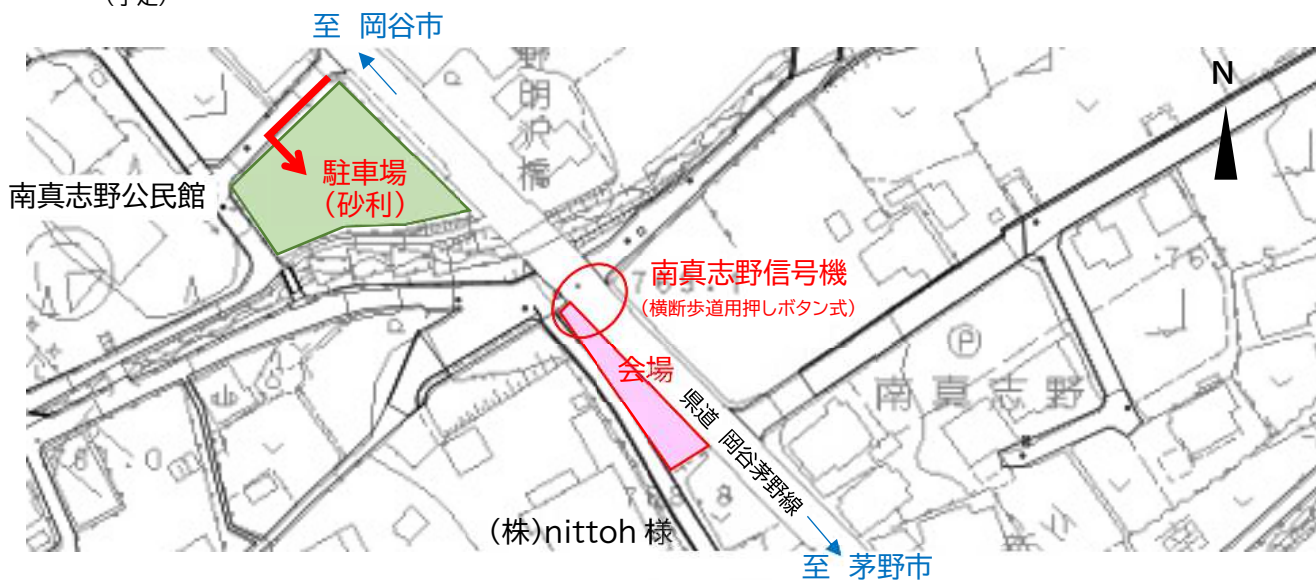 (予定)
至 岡谷市
野明沢橋
N
駐車場
(砂利)
南真志野公民館
南真志野信号機
(横断歩道用押しボタン式)
会場
県道 岡谷茅野線
南真志野
(株)nittoh 様
至 茅野市